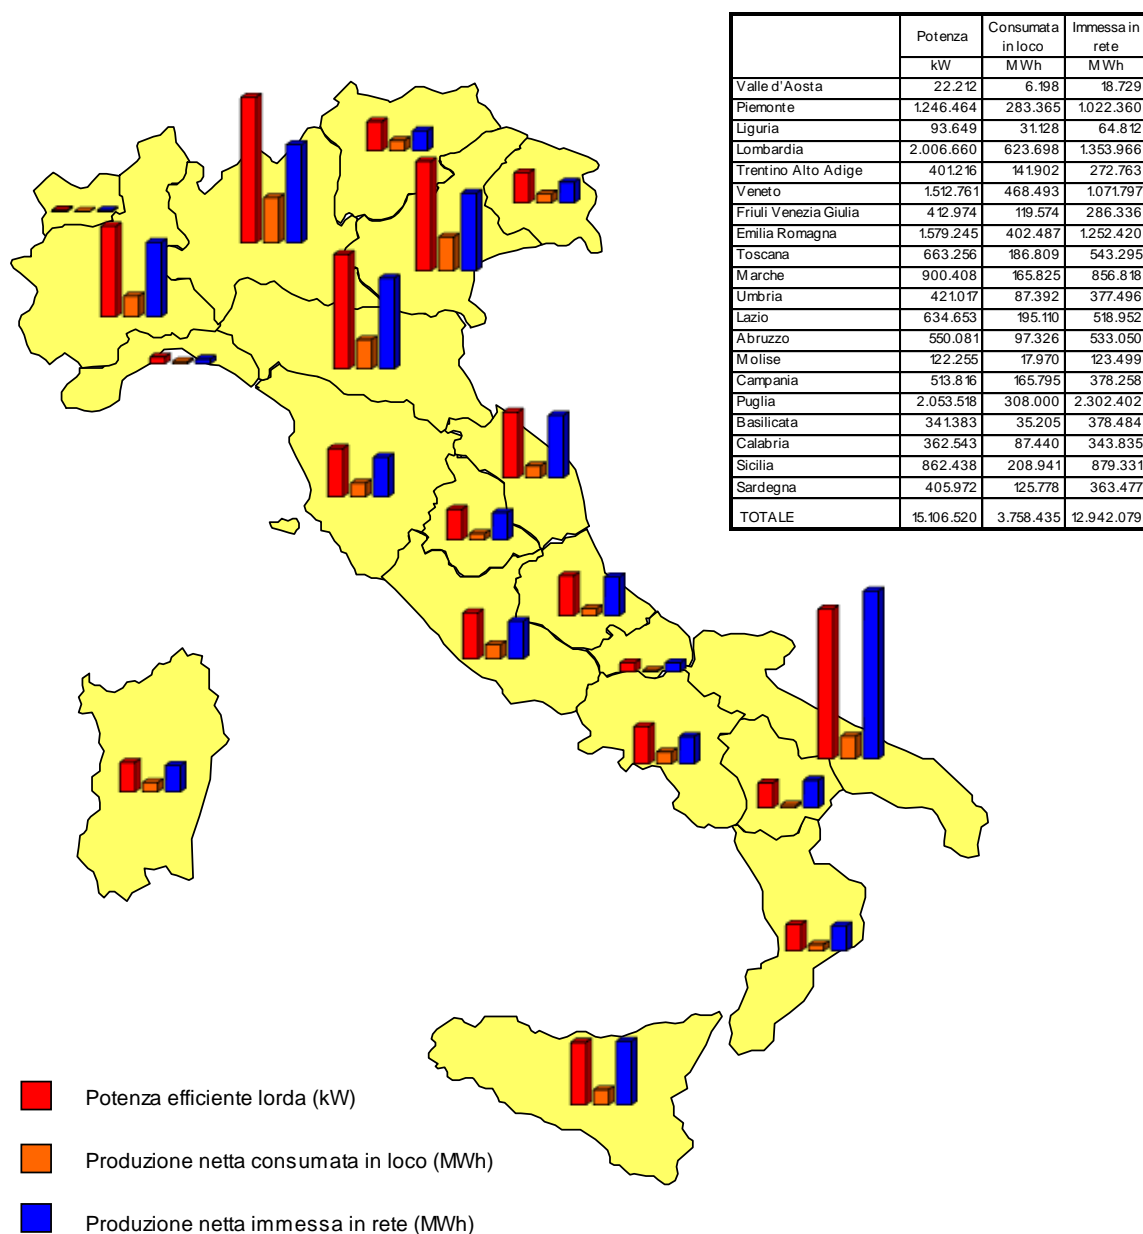 Potenza Consumata in loco Immessa in rete
kW MWh MWh
Valle d'Aosta 22.212 6.198 18.729
Piemonte 1.246.464 283.365 1.022.360
Liguria 93.649 31.128 64.812
Lombardia 2.006.660 623.698 1.353.966
Trentino Alto Adige 401.216 141.902 272.763
Veneto 1.512.761 468.493 1.071.797
Friuli Venezia Giulia 412.974 119.574 286.336
Emilia Romagna 1.579.245 402.487 1.252.420
Toscana 663.256 186.809 543.295
Marche 900.408 165.825 856.818
Umbria 421.017 87.392 377.496
Lazio 634.653 195.110 518.952
Abruzzo 550.081 97.326 533.050
Molise 122.255 17.970 123.499
Campania 513.816 165.795 378.258
Puglia 2.053.518 308.000 2.302.402
Basilicata 341.383 35.205 378.484
Calabria 362.543 87.440 343.835
Sicilia 862.438 208.941 879.331
Sardegna 405.972 125.778 363.477
TOTALE 15.106.520 3.758.435 12.942.079
Potenza efficiente lorda (kW)
Produzione netta consumata in loco (MWh)
Produzione netta immessa in rete (MWh)